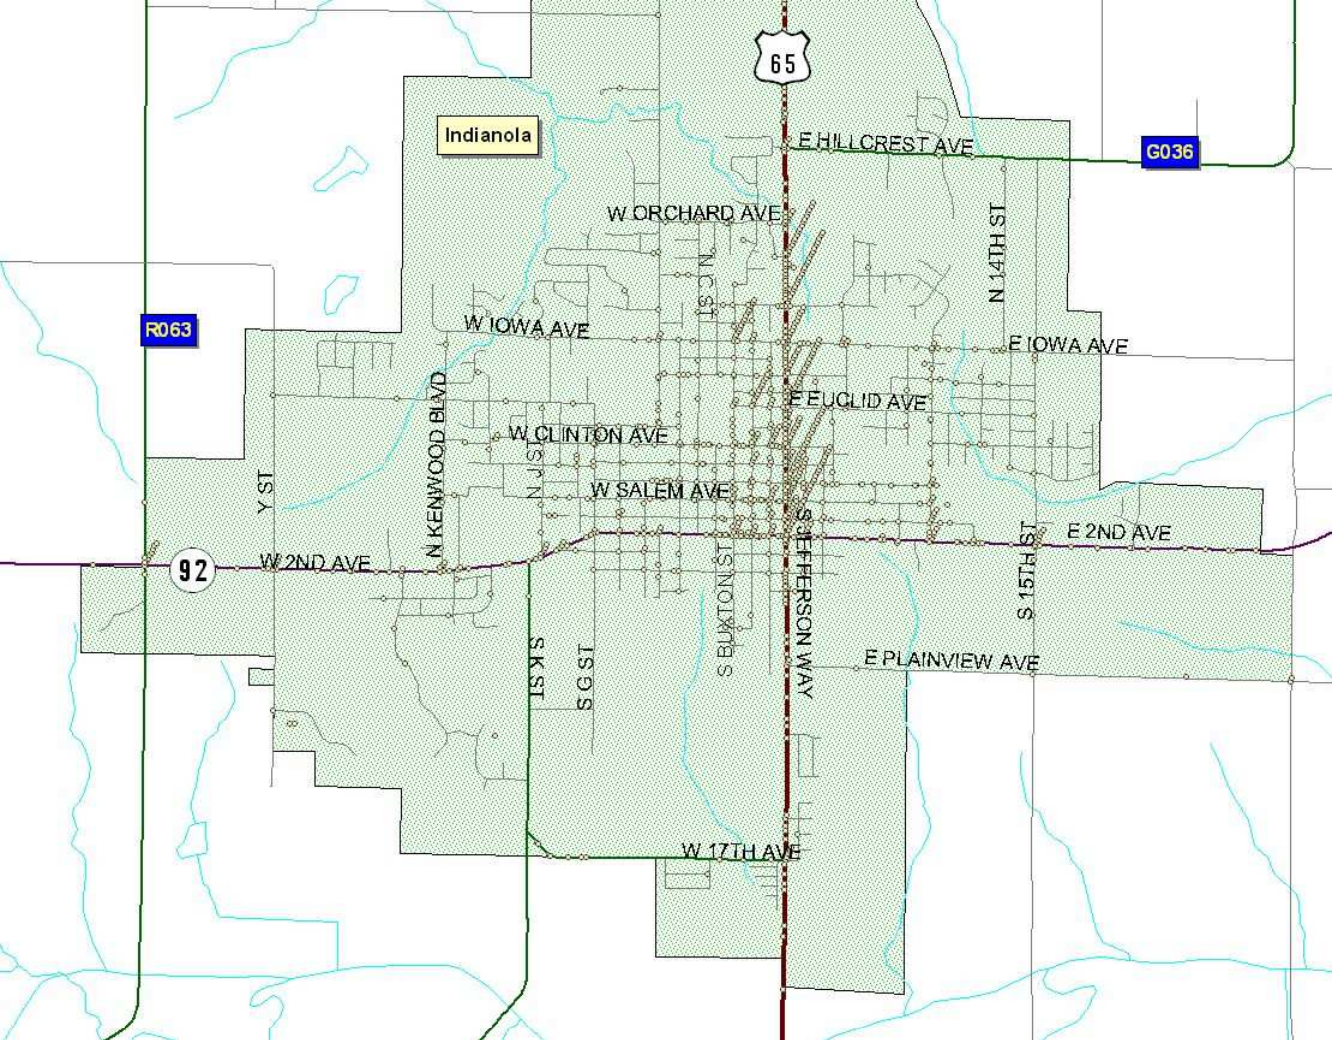 65
Indianola
E HILLCREST AVE
G036
W ORCHARD AVE
N 14TH ST
N C ST
R063
W IOWA AVE
E IOWA AVE
N KENWOOD BLVD
E EUCLID AVE
W CLINTON AVE
N J ST
Y ST
W SALEM AVE
S JEFFERSON WAY
E 2ND AVE
S 15TH ST
92
W 2ND AVE
S BUXTON ST
S K ST
S G ST
E PLAINVIEW AVE
W 17TH AVE